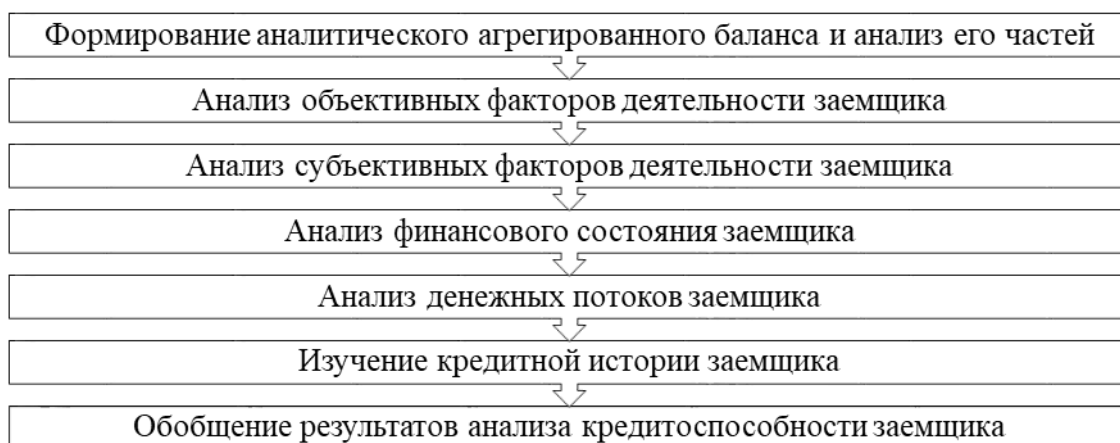 Формирование аналитического агрегированного баланса и анализ его частей
Анализ объективных факторов деятельности заемщика
Анализ субъективных факторов деятельности заемщика
Анализ финансового состояния заемщика
Анализ денежных потоков заемщика
Изучение кредитной истории заемщика
Обобщение результатов анализа кредитоспособности заемщика